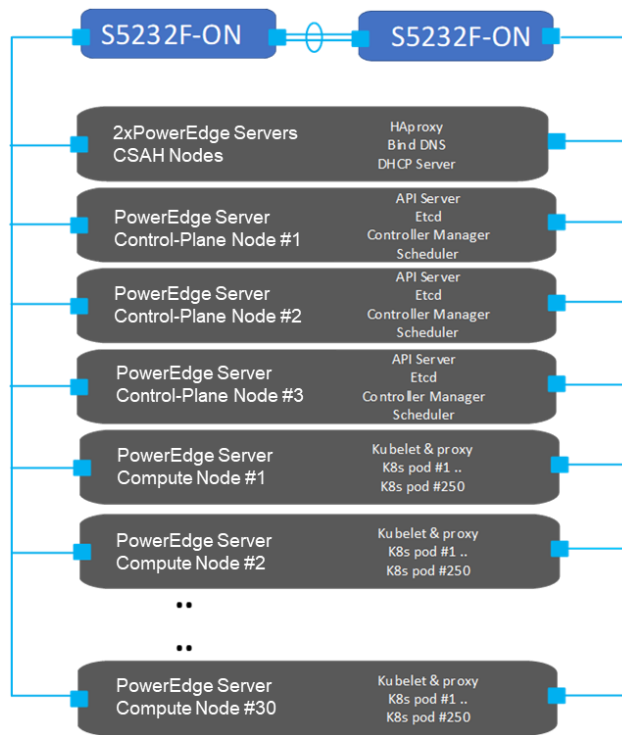 S5232F-ON
S5232F-ON
2xPowerEdge Servers
CSAH Nodes
HAproxy
Bind DNS
DHCP Server
PowerEdge Server
Control-Plane Node #1
API Server
Etcd
Controller Manager
Scheduler
PowerEdge Server
Control-Plane Node #2
API Server
Etcd
Controller Manager
Scheduler
PowerEdge Server
Control-Plane Node #3
API Server
Etcd
Controller Manager
Scheduler
PowerEdge Server
Compute Node #1
Kubelet & proxy
K8s pod #1 ..
K8s pod #250
PowerEdge Server
Compute Node #2
Kubelet & proxy
K8s pod #1 ..
K8s pod #250
..
..
PowerEdge Server
Compute Node #30
Kubelet & proxy
K8s pod #1 ..
K8s pod #250